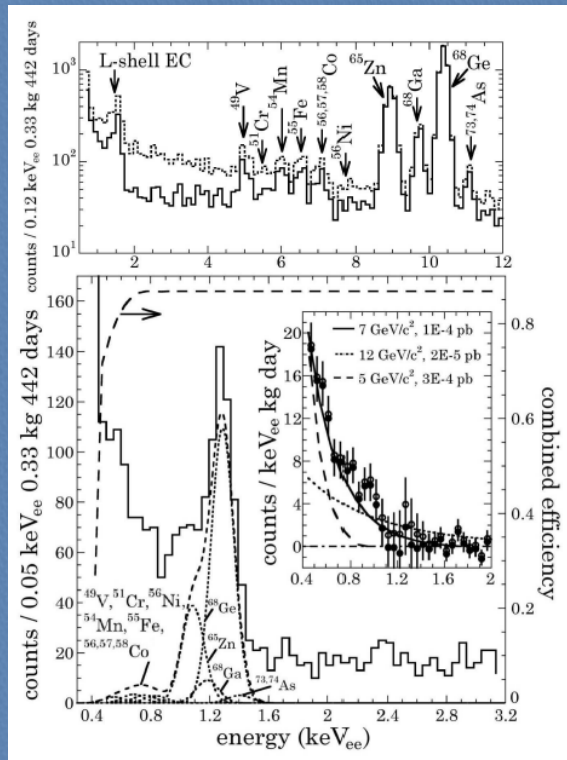 counts / 0.12 keVee 0.33 kg 442 days
10³
10²
10¹
L-shell EC
⁴⁹V
⁵¹Cr
⁵⁴Mn
⁵⁵Fe
⁵⁶,⁵⁷,⁵⁸Co
⁵⁶Ni
⁶⁵Zn
⁶⁸Ga
⁶⁸Ge
⁷³,⁷⁴As
2 4 6 8 10 12
counts / 0.05 keVee 0.33 kg 442 days
160
140
120
100
80
60
40
20
0
⁴⁹V, ⁵¹Cr, ⁵⁶Ni,
⁵⁴Mn, ⁵⁵Fe,
⁵⁶,⁵⁷,⁵⁸Co
⁶⁸Ge
⁶⁵Zn
⁶⁸Ga
⁷³,⁷⁴As
counts / keVee kg day
20
16
12
8
4
0
7 GeV/c², 1E-4 pb
12 GeV/c², 2E-5 pb
5 GeV/c², 3E-4 pb
0.4 0.8 1.2 1.6 2
combined efficiency
0.8
0.6
0.4
0.2
0
0.4 0.8 1.2 1.6 2 2.4 2.8 3.2
energy (keVee)